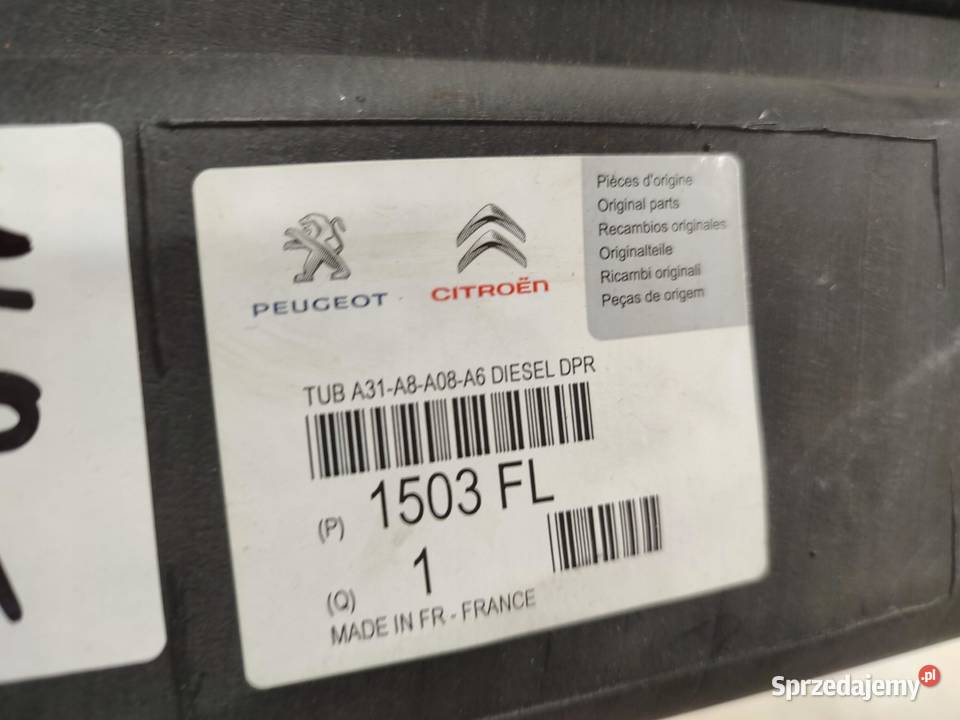 PEUGEOT
CITROËN
Pièces d'origine
Original parts
Recambios originales
Originalteile
Ricambi originali
Peças de origem
TUB A31-A8-A08-A6 DIESEL DPR
(P) 1503 FL
(Q) 1
MADE IN FR - FRANCE
Sprzedajemy.pl